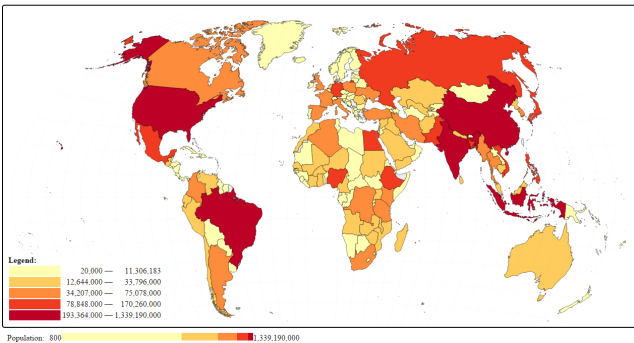 Legend:
20,000 — 11,306,183
12,644,000 — 33,796,000
34,207,000 — 75,078,000
78,848,000 — 170,260,000
193,364,000 — 1,339,190,000
Population: 800 1,339,190,000